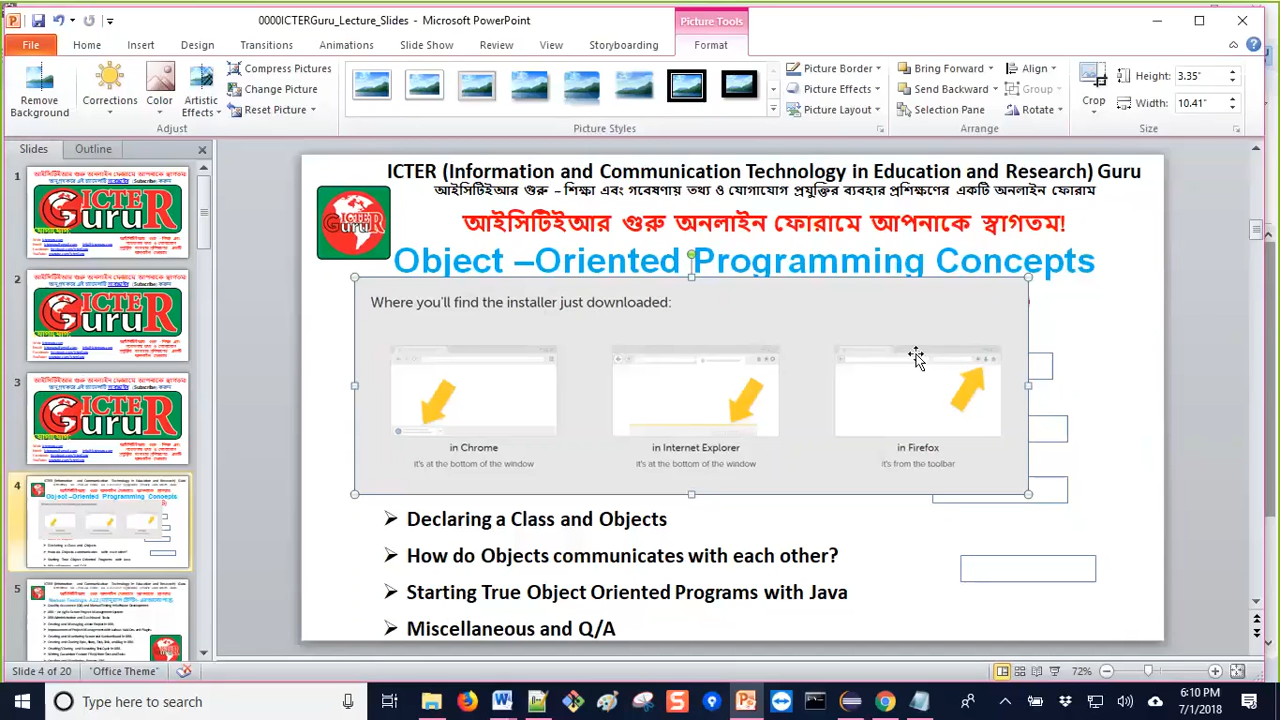 0000ICTERGuru_Lecture_Slides - Microsoft PowerPoint
Picture Tools
File Home Insert Design Transitions Animations Slide Show Review View Storyboarding Format
Remove Background
Corrections
Color
Artistic Effects
Compress Pictures
Change Picture
Reset Picture
Adjust
Picture Styles
Picture Border
Picture Effects
Picture Layout
Bring Forward
Send Backward
Selection Pane
Align
Group
Rotate
Arrange
Crop
Height: 3.35"
Width: 10.41"
Size
Slides Outline
1
2
3
4
5
ICTER (Information and Communication Technology in Education and Research) Guru
আইসিটিইআর গুরু – শিক্ষা এবং গবেষণায় তথ্য ও যোগাযোগ প্রযুক্তির ব্যবহার প্রশিক্ষণের একটি অনলাইন ফোরাম
ICTER
Guru
আইসিটিইআর গুরু অনলাইন ফোরামে আপনাকে স্বাগতম!
Object –Oriented Programming Concepts
Where you'll find the installer just downloaded:
in Chrome
it's at the bottom of the window
in Internet Explorer
it's at the bottom of the window
in Firefox
it's from the toolbar
Declaring a Class and Objects
How do Objects communicates with each other?
Starting True Object Oriented Programs with Java
Miscellaneous and Q/A
Slide 4 of 20
"Office Theme"
72%
Type here to search
6:10 PM
7/1/2018